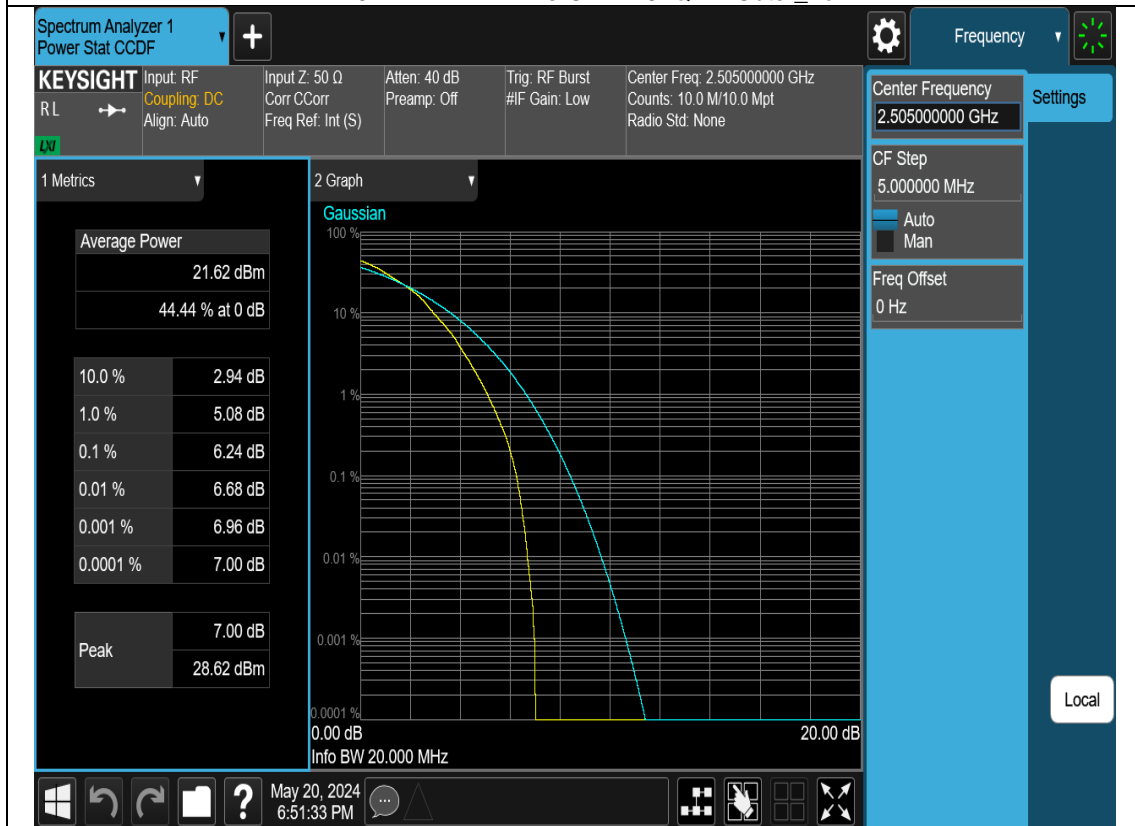 Spectrum Analyzer 1
Power Stat CCDF
+
Frequency
KEYSIGHT
RL
LXI
Input: RF
Coupling: DC
Align: Auto
Input Z: 50 Ω
Corr CCorr
Freq Ref: Int (S)
Atten: 40 dB
Preamp: Off
Trig: RF Burst
#IF Gain: Low
Center Freq: 2.505000000 GHz
Counts: 10.0 M/10.0 Mpt
Radio Std: None
Center Frequency
2.505000000 GHz
Settings
CF Step
5.000000 MHz
Auto
Man
Freq Offset
0 Hz
1 Metrics
Average Power
21.62 dBm
44.44 % at 0 dB
10.0 % 2.94 dB
1.0 % 5.08 dB
0.1 % 6.24 dB
0.01 % 6.68 dB
0.001 % 6.96 dB
0.0001 % 7.00 dB
Peak
7.00 dB
28.62 dBm
2 Graph
Gaussian
100 %
10 %
1 %
0.1 %
0.01 %
0.001 %
0.0001 %
0.00 dB 20.00 dB
Info BW 20.000 MHz
Local
?
May 20, 2024
6:51:33 PM